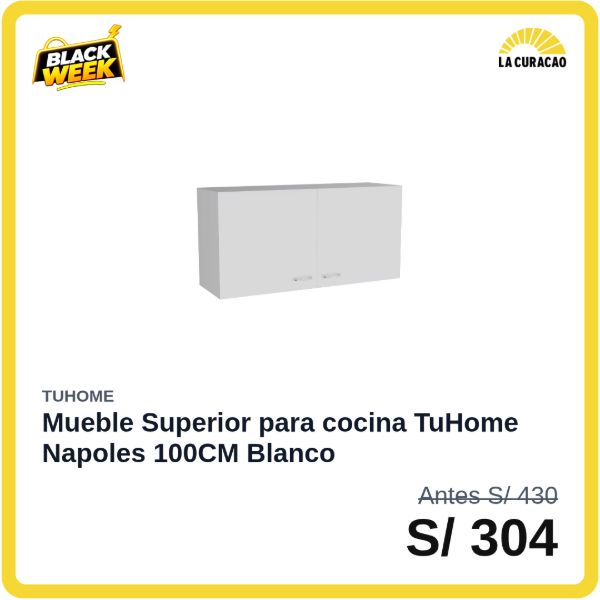 BLACK
WEEK
LA CURACAO
TUHOME
Mueble Superior para cocina TuHome
Napoles 100CM Blanco
Antes S/ 430
S/ 304